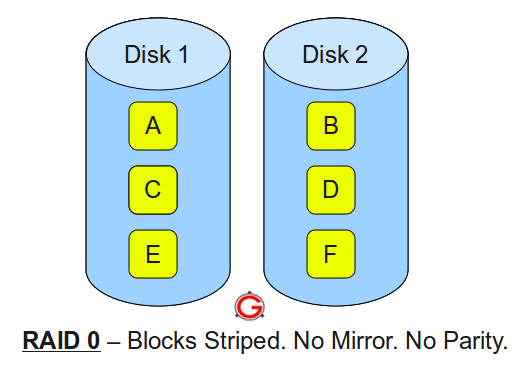 Disk 1 Disk 2
A B
C D
E F
G
RAID 0 – Blocks Striped. No Mirror. No Parity.